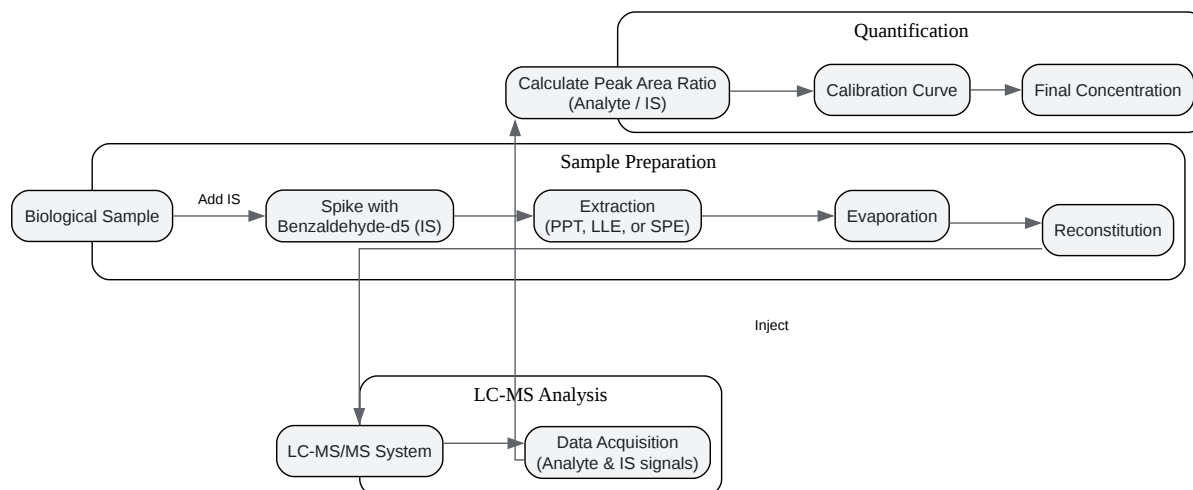 Quantification
Calculate Peak Area Ratio
(Analyte / IS)
Calibration Curve
Final Concentration
Sample Preparation
Biological Sample
Add IS
Spike with
Benzaldehyde-d5 (IS)
Extraction
(PPT, LLE, or SPE)
Evaporation
Reconstitution
Inject
LC-MS Analysis
LC-MS/MS System
Data Acquisition
(Analyte & IS signals)